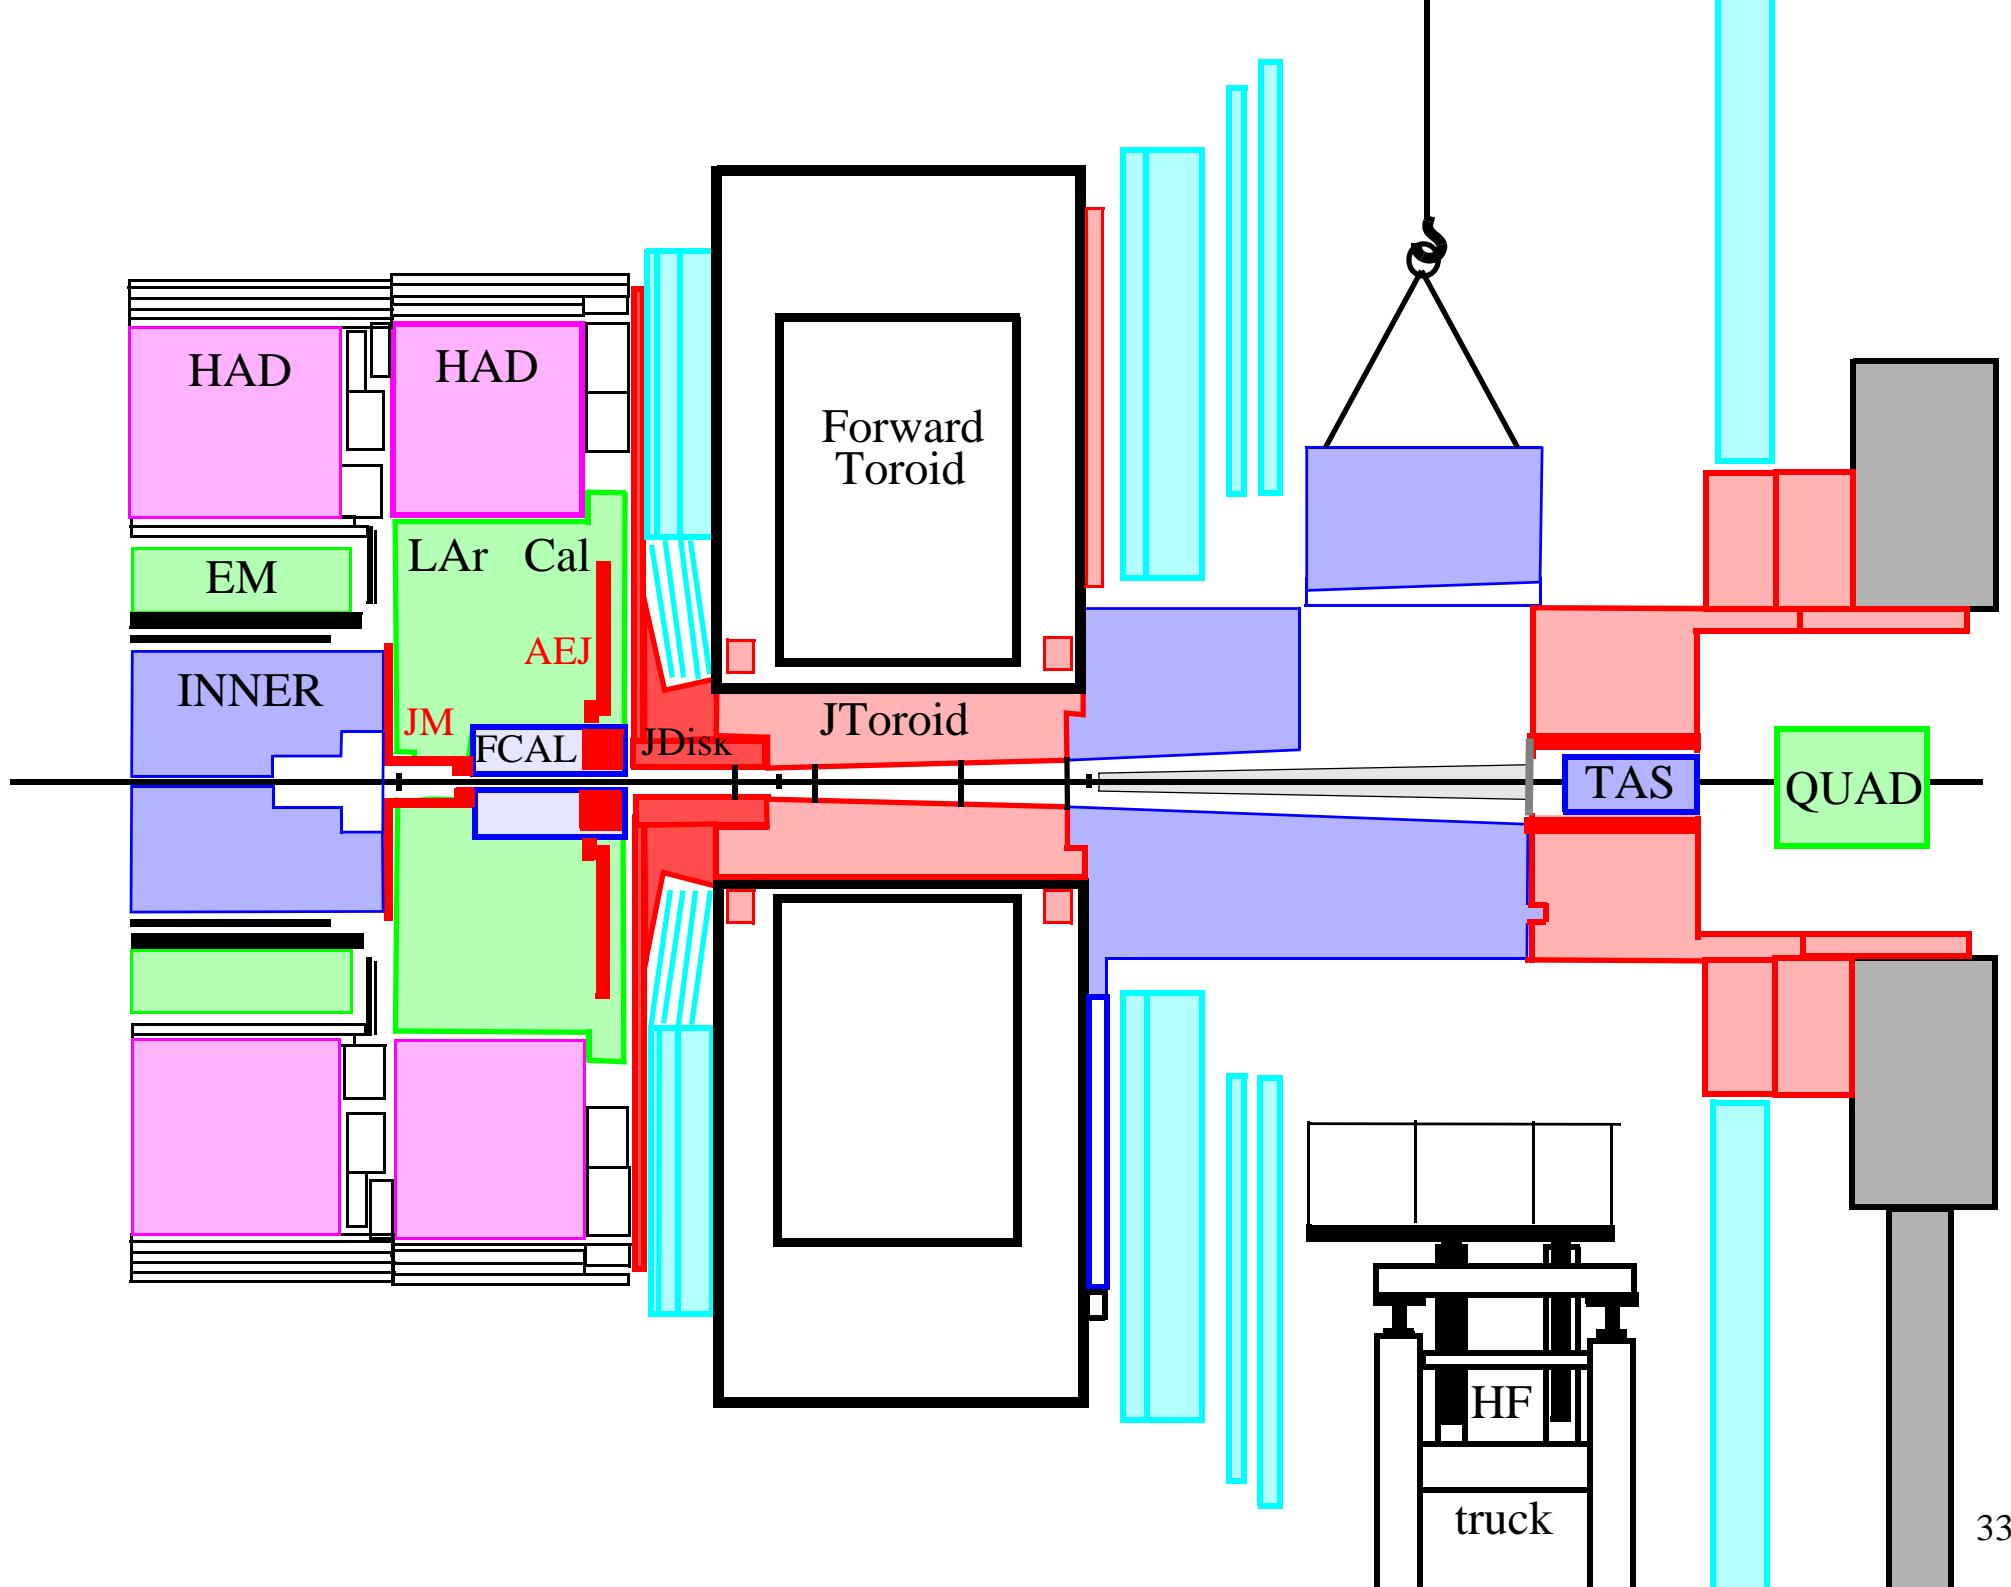 HAD
HAD
Forward
Toroid
LAr Cal
EM
AEJ
INNER
JM
FCAL
JDisk
JToroid
TAS
QUAD
HF
truck
33